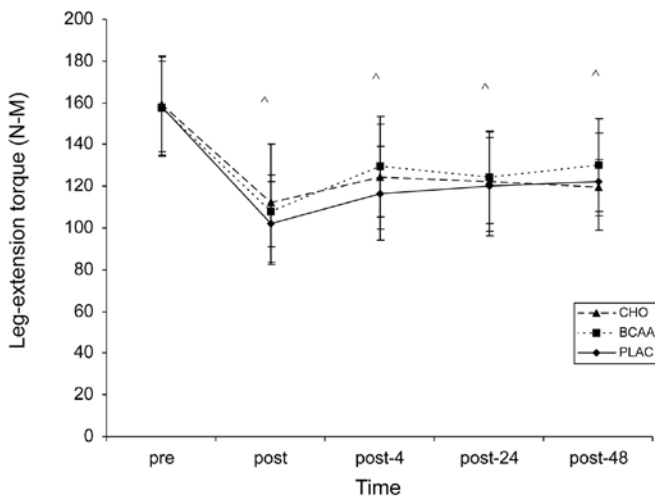 200
180
160
140
120
100
80
60
40
20
0
Leg-extension torque (N-M)
^ ^ ^ ^
CHO
BCAA
PLAC
pre post post-4 post-24 post-48
Time